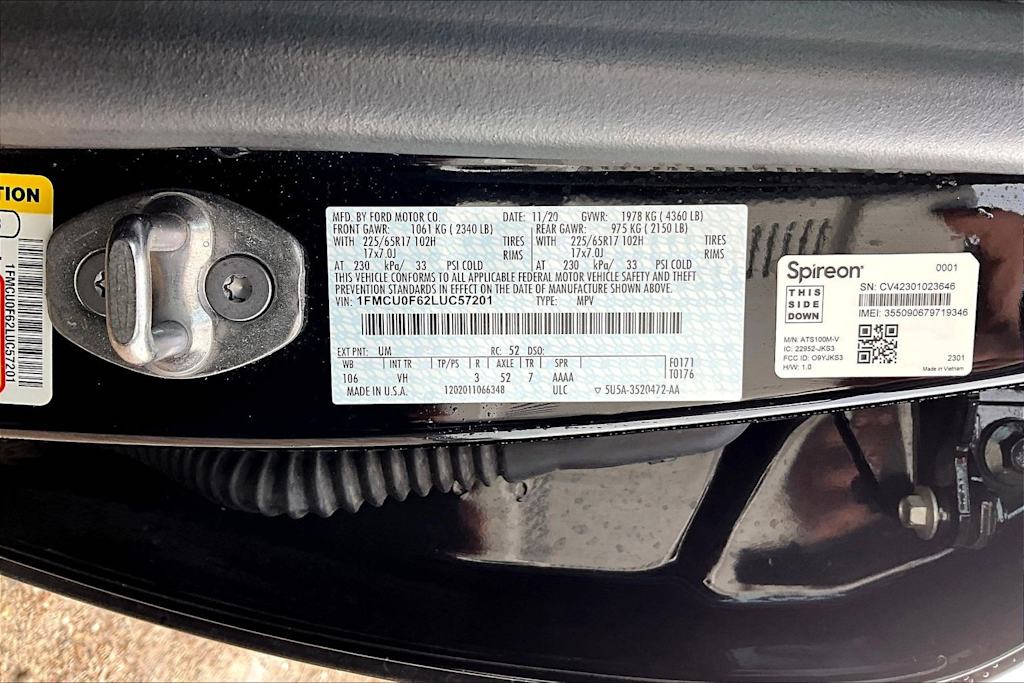 TION
1FMCU0F62LUC57201
MFD. BY FORD MOTOR CO. DATE: 11/20 GVWR: 1978 KG ( 4360 LB)
FRONT GAWR: 1061 KG ( 2340 LB) REAR GAWR: 975 KG ( 2150 LB)
WITH 225/65R17 102H TIRES WITH 225/65R17 102H TIRES
17x7.0J RIMS 17x7.0J RIMS
AT 230 kPa/ 33 PSI COLD AT 230 kPa/ 33 PSI COLD
THIS VEHICLE CONFORMS TO ALL APPLICABLE FEDERAL MOTOR VEHICLE SAFETY AND THEFT
PREVENTION STANDARDS IN EFFECT ON THE DATE OF MANUFACTURE SHOWN ABOVE.
VIN: 1FMCU0F62LUC57201 TYPE: MPV
EXT PNT: UM RC: 52 DSO:
WB INT TR TP/PS R AXLE TR SPR F0171
106 VH 3 52 7 AAAA T0176
MADE IN U.S.A. 1202011066348 ULC ▽ 5U5A-3520472-AA
Spireon® 0001
THIS
SIDE
DOWN
SN: CV42301023646
IMEI: 355090679719346
M/N: ATS100M-V
IC: 22952-JKS3
FCC ID: O9YJKS3
H/W: 1.0
2301
Made in Vietnam